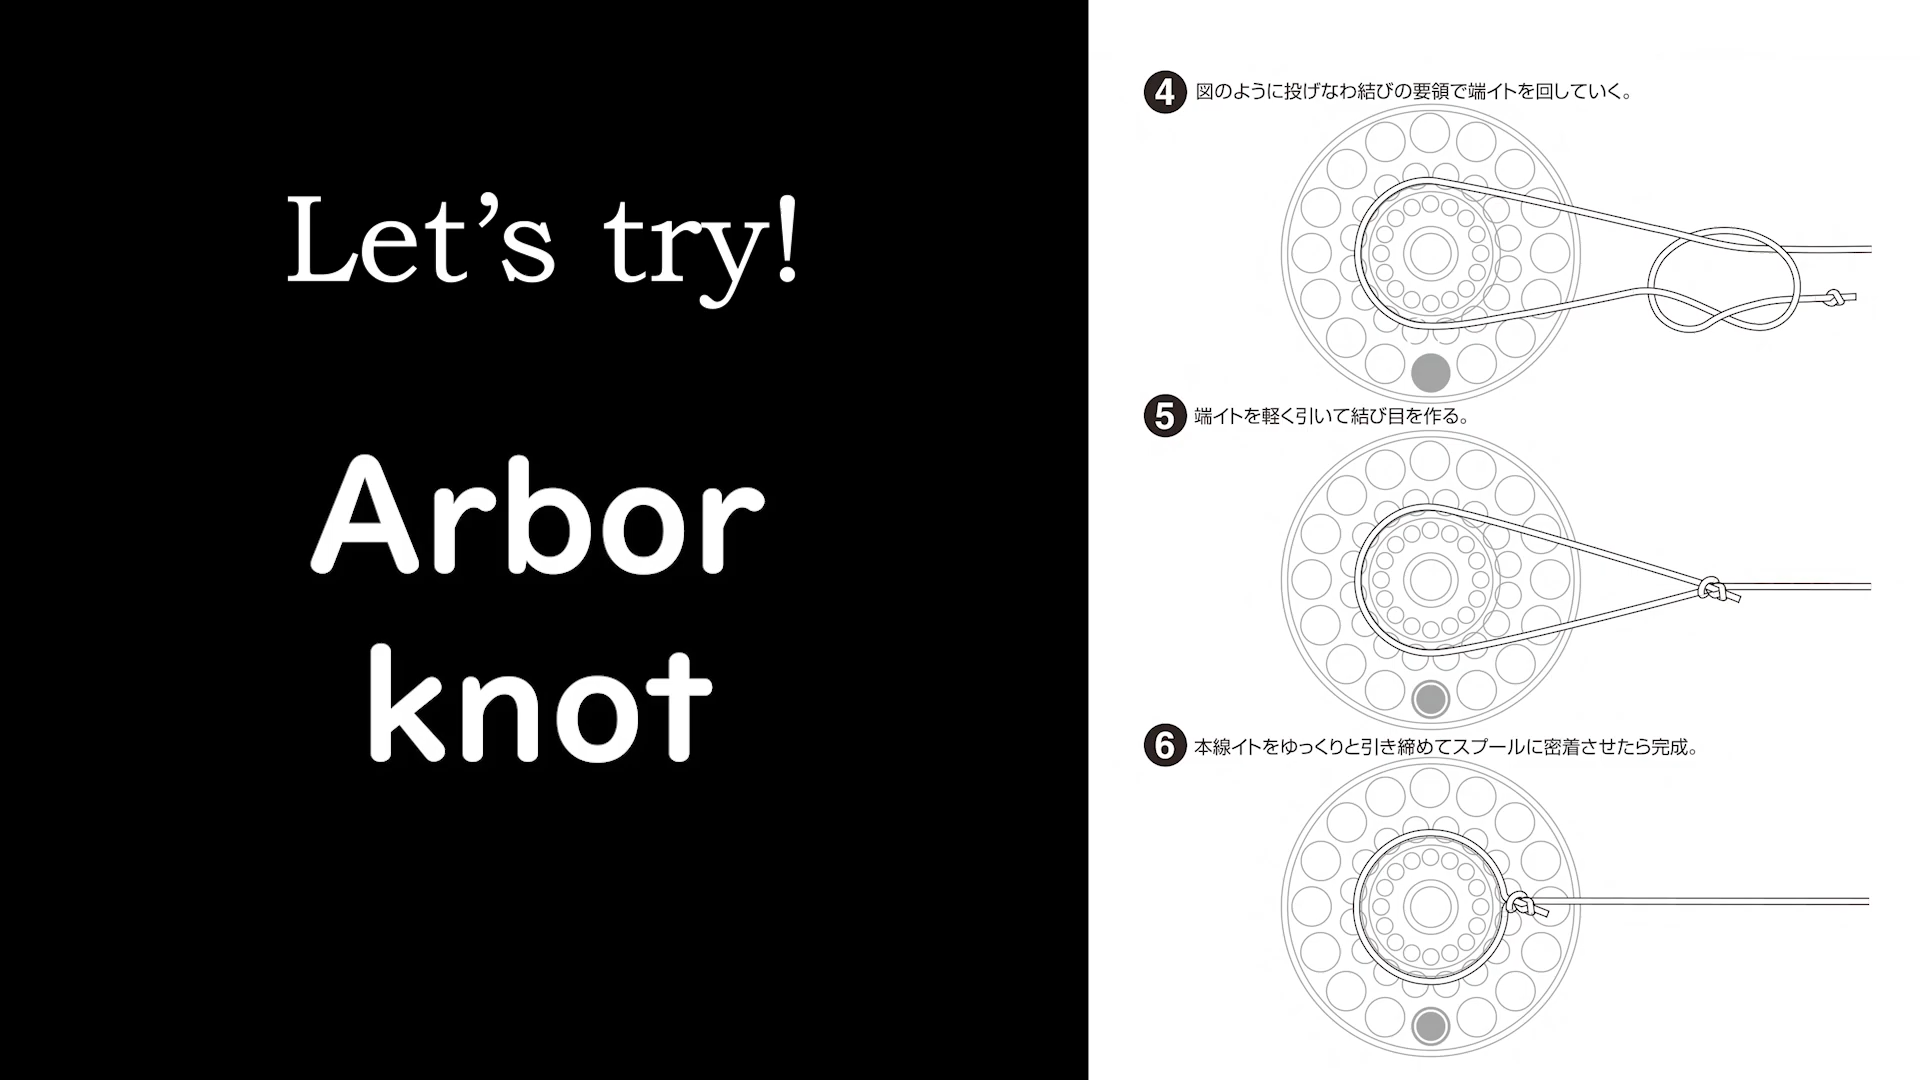 Let's try!
Arbor
knot
4 図のように投げなわ結びの要領で端イトを回していく。
5 端イトを軽く引いて結び目を作る。
6 本線イトをゆっくりと引き締めてスプールに密着させたら完成。